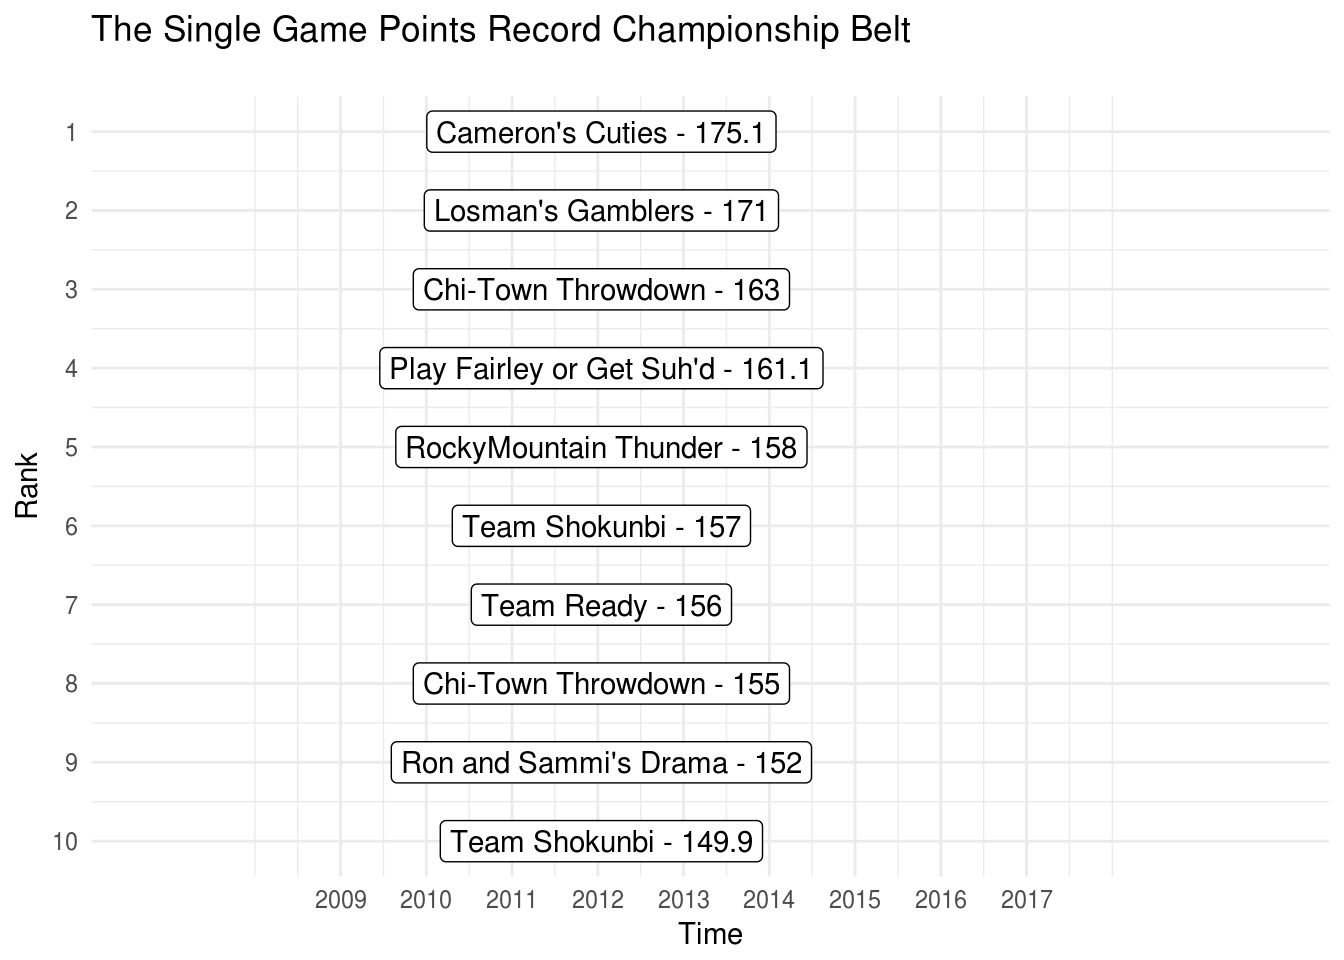 The Single Game Points Record Championship Belt
1
Cameron's Cuties - 175.1
2
Losman's Gamblers - 171
3
Chi-Town Throwdown - 163
4
Play Fairley or Get Suh'd - 161.1
5
RockyMountain Thunder - 158
Rank
6
Team Shokunbi - 157
7
Team Ready - 156
8
Chi-Town Throwdown - 155
9
Ron and Sammi's Drama - 152
10
Team Shokunbi - 149.9
2009 2010 2011 2012 2013 2014 2015 2016 2017
Time